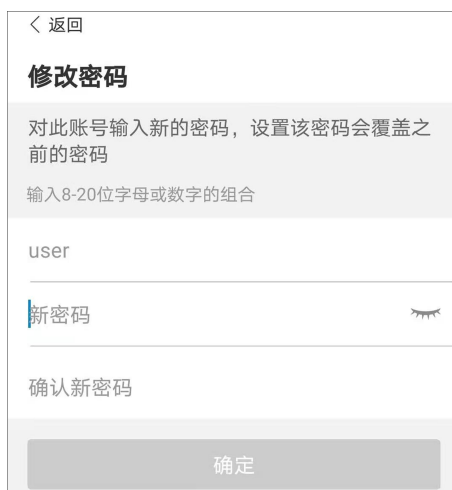 返回
修改密码
对此账号输入新的密码，设置该密码会覆盖之
前的密码
输入8-20位字母或数字的组合
user
新密码
确认新密码
确定